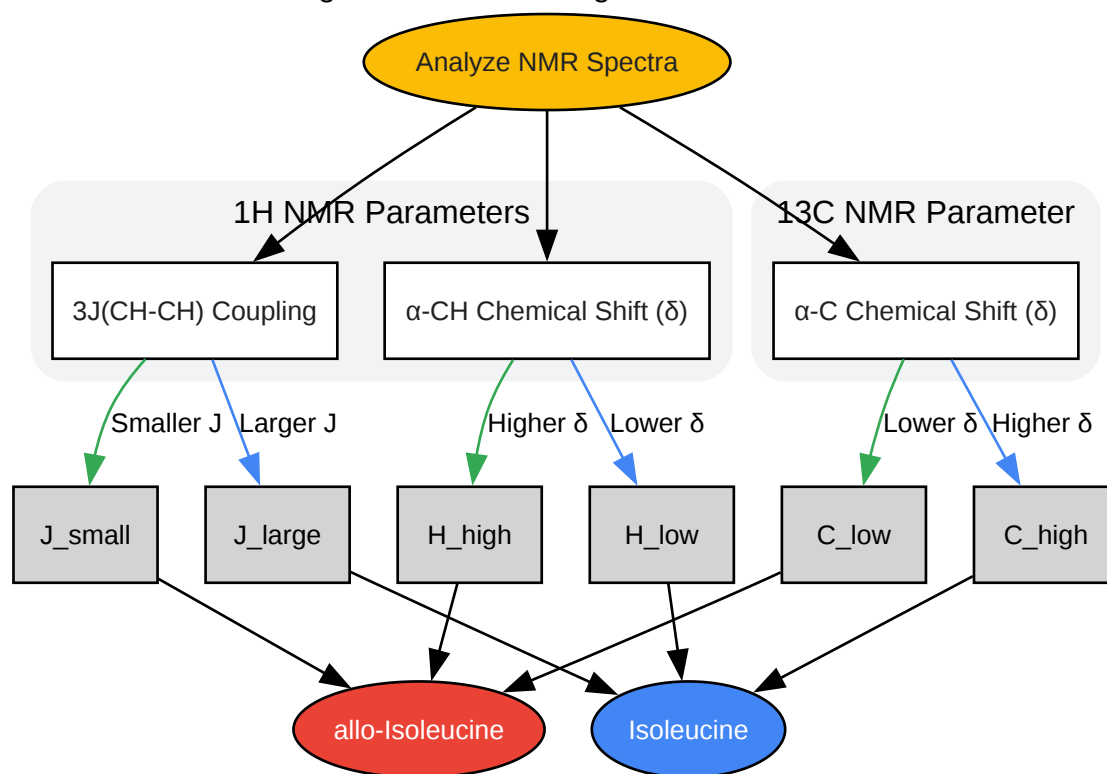 Analyze NMR Spectra
1H NMR Parameters
13C NMR Parameter
3J(CH-CH) Coupling
α-CH Chemical Shift (δ)
α-C Chemical Shift (δ)
Smaller J
Larger J
Higher δ
Lower δ
Lower δ
Higher δ
J_small
J_large
H_high
H_low
C_low
C_high
allo-Isoleucine
Isoleucine